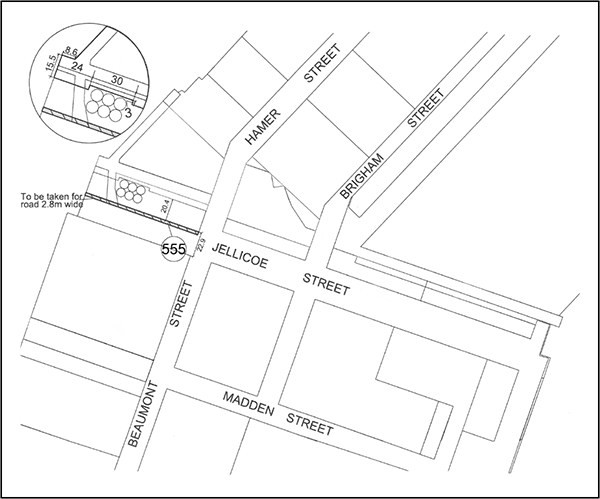 8.6
15.5
24
30
3
HAMER STREET
BRIGHAM STREET
To be taken for
road 2.8m wide
20.4
555
22.9
JELLICOE STREET
BEAUMONT STREET
MADDEN STREET